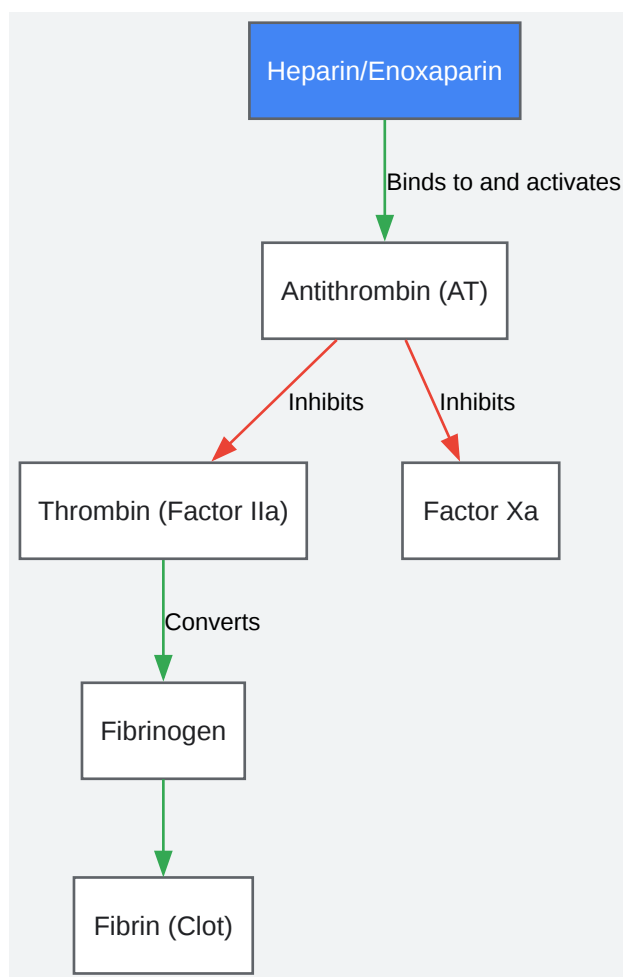 Heparin/Enoxaparin
Binds to and activates
Antithrombin (AT)
Inhibits
Inhibits
Thrombin (Factor IIa)
Factor Xa
Converts
Fibrinogen
Fibrin (Clot)